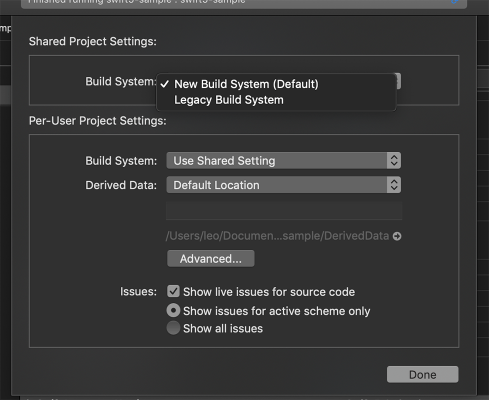 Finished running swift5-sample : swift5-sample
Shared Project Settings:
Build System:
✓ New Build System (Default)
Legacy Build System
Per-User Project Settings:
Build System: Use Shared Setting
Derived Data: Default Location
/Users/leo/Documen...sample/DerivedData
Advanced...
Issues: Show live issues for source code
Show issues for active scheme only
Show all issues
Done